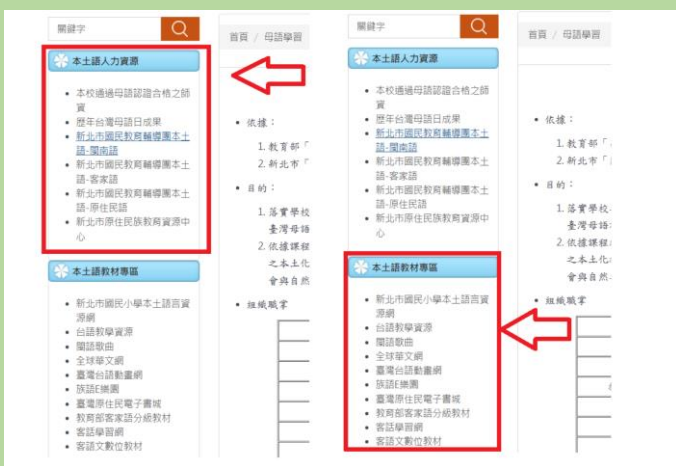 關鍵字
首頁 / 母語學習
本土語人力資源
本校通過母語認證合格之師
資
歷年台灣母語日成果
新北市國民教育輔導團本土
語-閩南語
新北市國民教育輔導團本土
語-客家語
新北市國民教育輔導團本土
語-原住民語
新北市原住民族教育資源中
心
本土語教材專區
新北市國民小學本土語言資
源網
台語教學資源
閩語歌曲
全球華文網
臺灣台語動畫網
族語E樂園
臺灣原住民電子書城
教育部客家語分級教材
客話學習網
客語文數位教材
依據：
1. 教育部「
2. 新北市「
目的：
1. 落實學校
臺灣母語
2. 依據課程
之本土化
會與自然
組織職掌
關鍵字
首頁 / 母語學習
本土語人力資源
本校通過母語認證合格之師
資
歷年台灣母語日成果
新北市國民教育輔導團本土
語-閩南語
新北市國民教育輔導團本土
語-客家語
新北市國民教育輔導團本土
語-原住民語
新北市原住民族教育資源中
心
本土語教材專區
新北市國民小學本土語言資
源網
台語教學資源
閩語歌曲
全球華文網
臺灣台語動畫網
族語E樂園
臺灣原住民電子書城
教育部客家語分級教材
客話學習網
客語文數位教材
依據：
1. 教育部「
2. 新北市「
目的：
1. 落實學校
臺灣母語
2. 依據課程
之本土化
會與自然
組織職掌